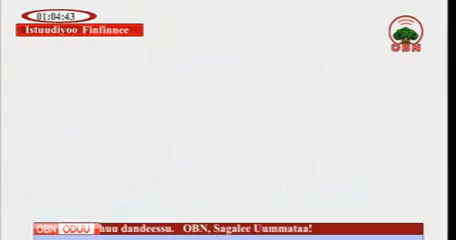 01:04:43
Istuudiyoo Finfinnee
OBN
OBN ODUU huu dandeessu. OBN, Sagalee Uummataa!